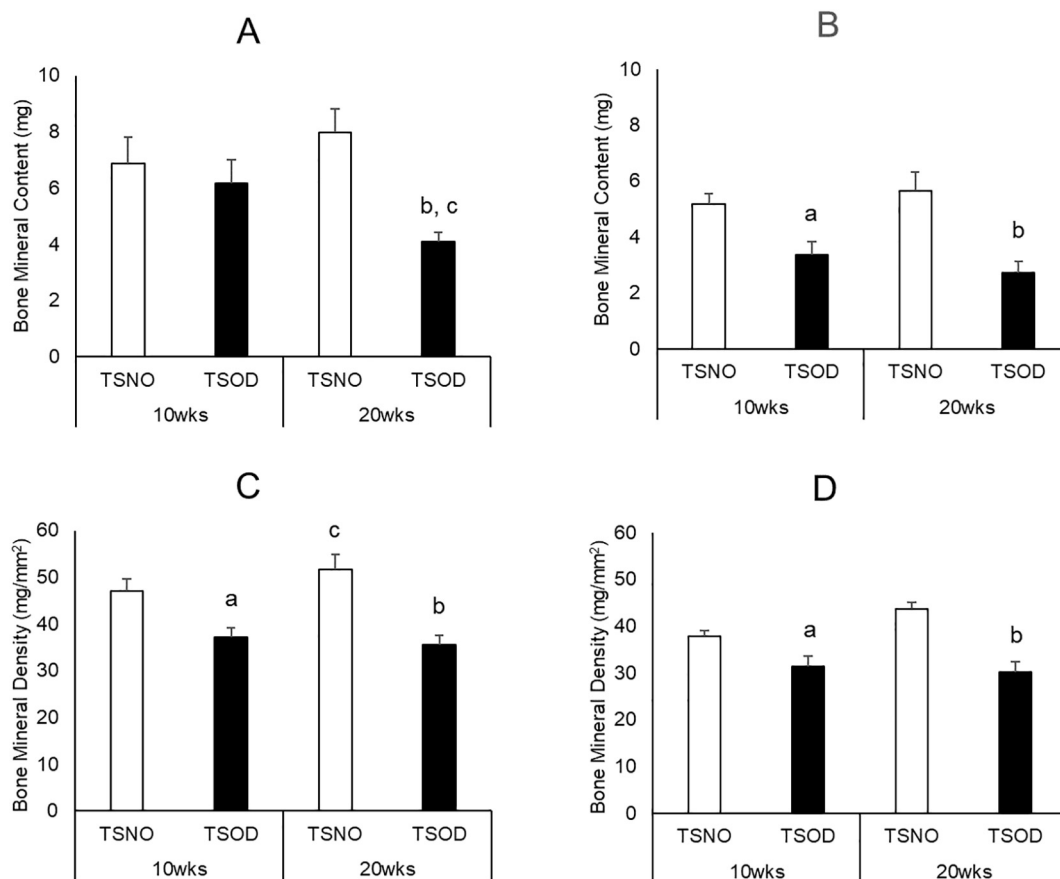 A
Bone Mineral Content (mg)
10
8
6
4
2
0
b, c
TSNO TSOD TSNO TSOD
10wks 20wks
B
Bone Mineral Content (mg)
10
8
6
4
2
0
a
b
TSNO TSOD TSNO TSOD
10wks 20wks
C
Bone Mineral Density (mg/mm²)
60
50
40
30
20
10
0
a
c
b
TSNO TSOD TSNO TSOD
10wks 20wks
D
Bone Mineral Density (mg/mm²)
60
50
40
30
20
10
0
a
b
TSNO TSOD TSNO TSOD
10wks 20wks